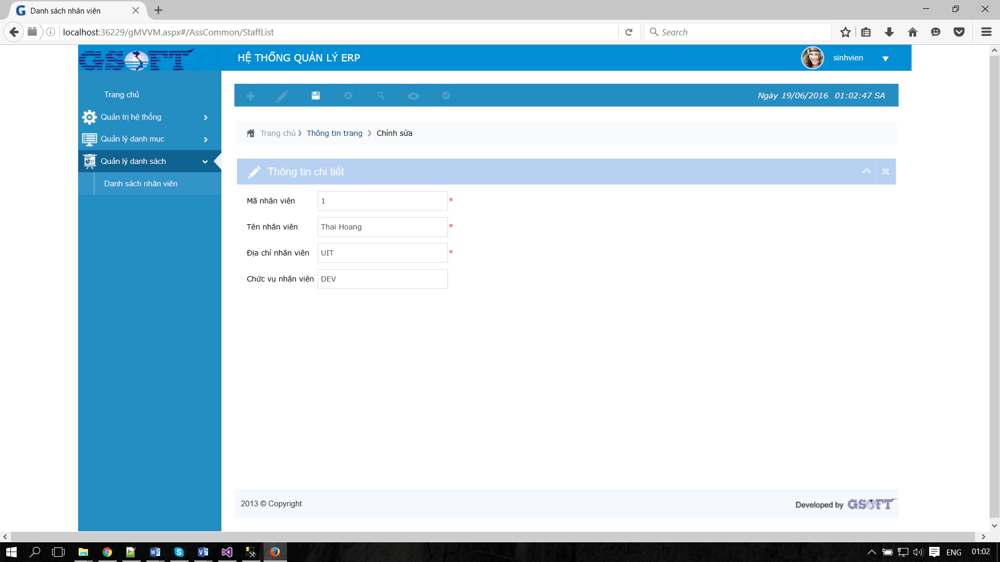 Danh sách nhân viên
localhost:36229/gMVVM.aspx#/AssCommon/StaffList
Search
GSOFT
HỆ THỐNG QUẢN LÝ ERP
sinhvien
Trang chủ
Quản trị hệ thống
Quản lý danh mục
Quản lý danh sách
Danh sách nhân viên
Ngày 19/06/2016 01:02:47 SA
Trang chủ Thông tin trang Chỉnh sửa
Thông tin chi tiết
Mã nhân viên 1 *
Tên nhân viên Thai Hoang *
Địa chỉ nhân viên UIT *
Chức vụ nhân viên DEV
2013 © Copyright
Developed by GSOFT
ENG 01:02